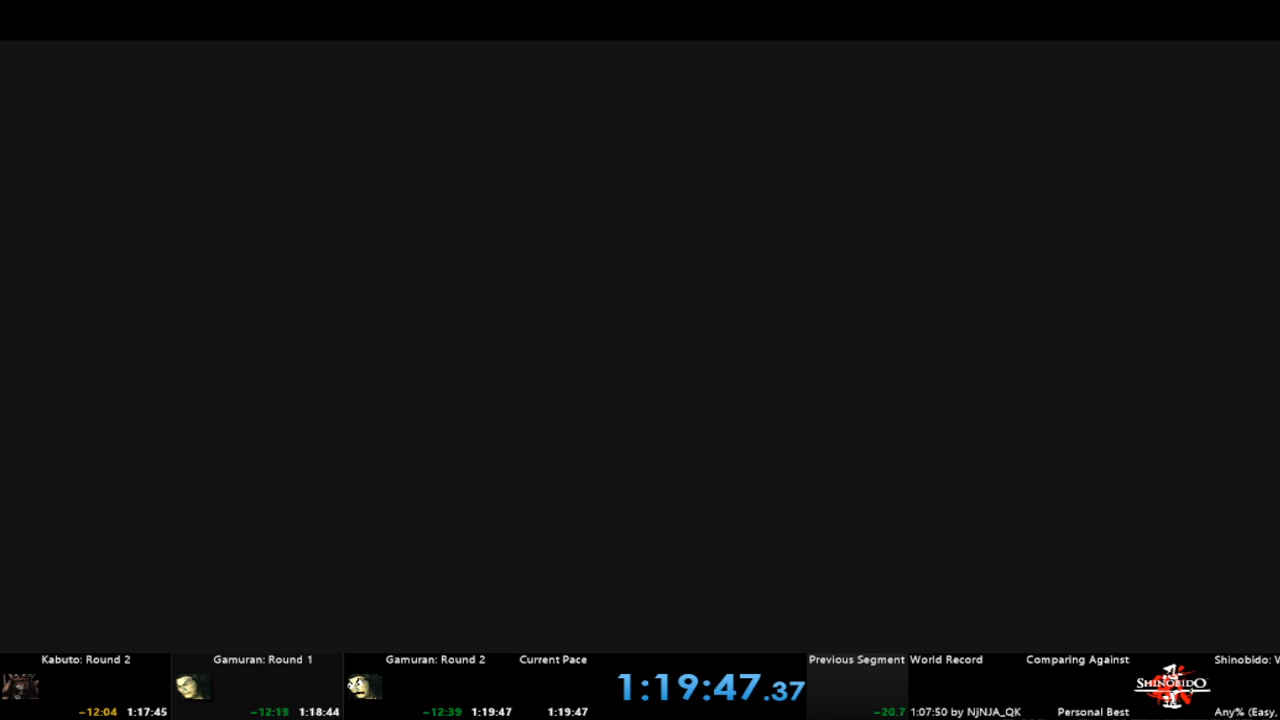 Kabuto: Round 2
−12:04 1:17:45
Gamuran: Round 1
−12:19 1:18:44
Gamuran: Round 2
−12:39 1:19:47
Current Pace
1:19:47
1:19:47.37
Previous Segment
−20.7
World Record
1:07:50 by NjNJA_QK
Comparing Against
Personal Best
SHINOBIDO
Shinobido: W
Any% (Easy,